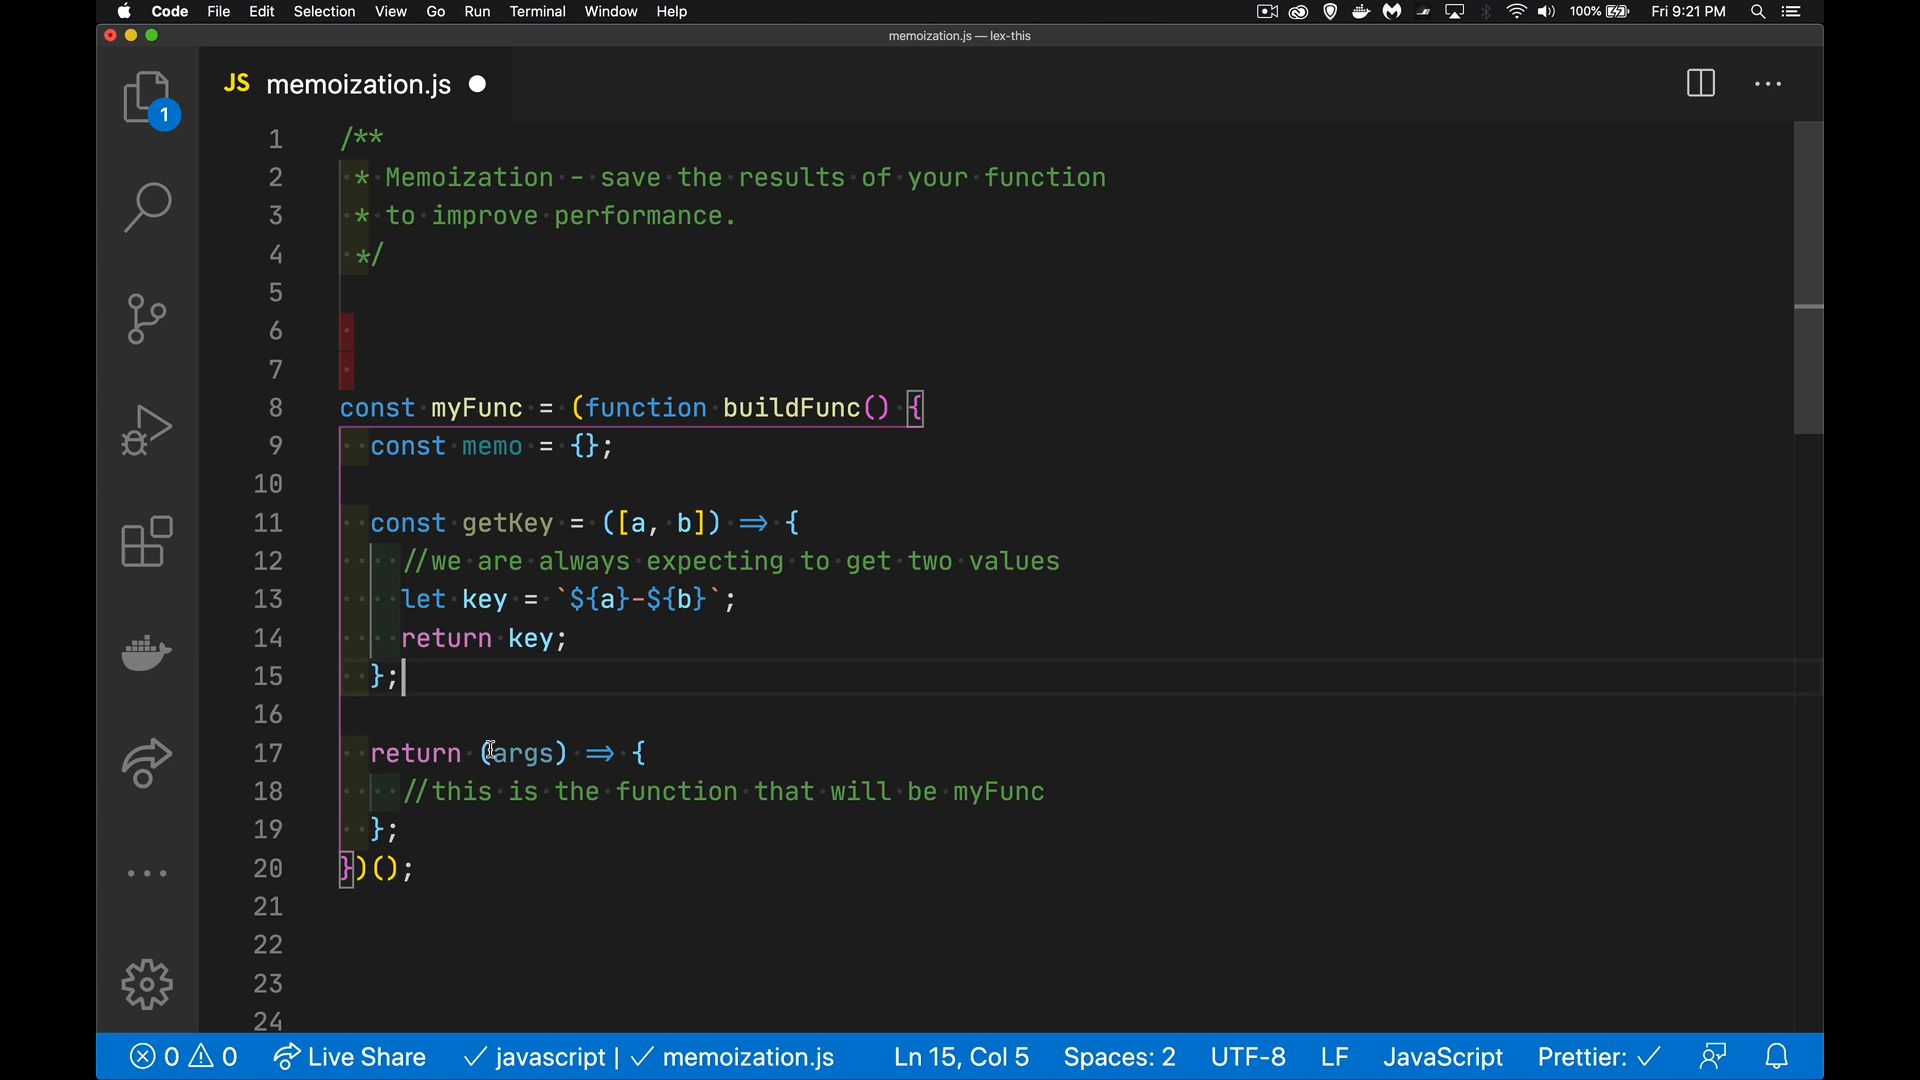 Code File Edit Selection View Go Run Terminal Window Help 100% Fri 9:21 PM
memoization.js — lex-this
JS memoization.js
1
1 /**
2 * Memoization - save the results of your function
3 * to improve performance.
4 */
5
6
7
8 const myFunc = (function buildFunc() {
9 const memo = {};
10
11 const getKey = ([a, b]) => {
12 //we are always expecting to get two values
13 let key = `${a}-${b}`;
14 return key;
15 };
16
17 return (args) => {
18 //this is the function that will be myFunc
19 };
20 })();
21
22
23
24
0 0 Live Share javascript | memoization.js Ln 15, Col 5 Spaces: 2 UTF-8 LF JavaScript Prettier: